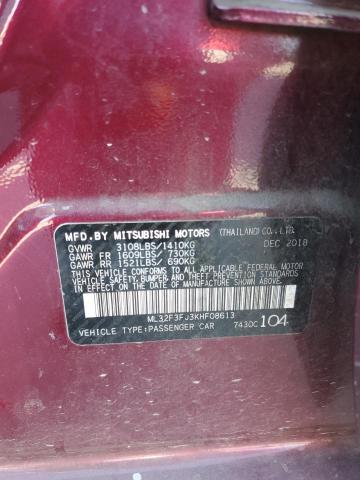 MFD.BY MITSUBISHI MOTORS (THAILAND) CO., LTD.
GVWR 3108LBS/1410KG DEC 2018
GAWR FR 1609LBS/ 730KG
GAWR RR 1521LBS/ 690KG
THIS VEHICLE CONFORMS TO ALL APPLICABLE FEDERAL MOTOR VEHICLE
SAFETY, BUMPER, AND THEFT PREVENTION STANDARDS
IN EFFECT ON THE DATE OF MANUFACTURE SHOWN ABOVE.
ML32F3FJ3KHF08613
VEHICLE TYPE:PASSENGER CAR 7430C 104